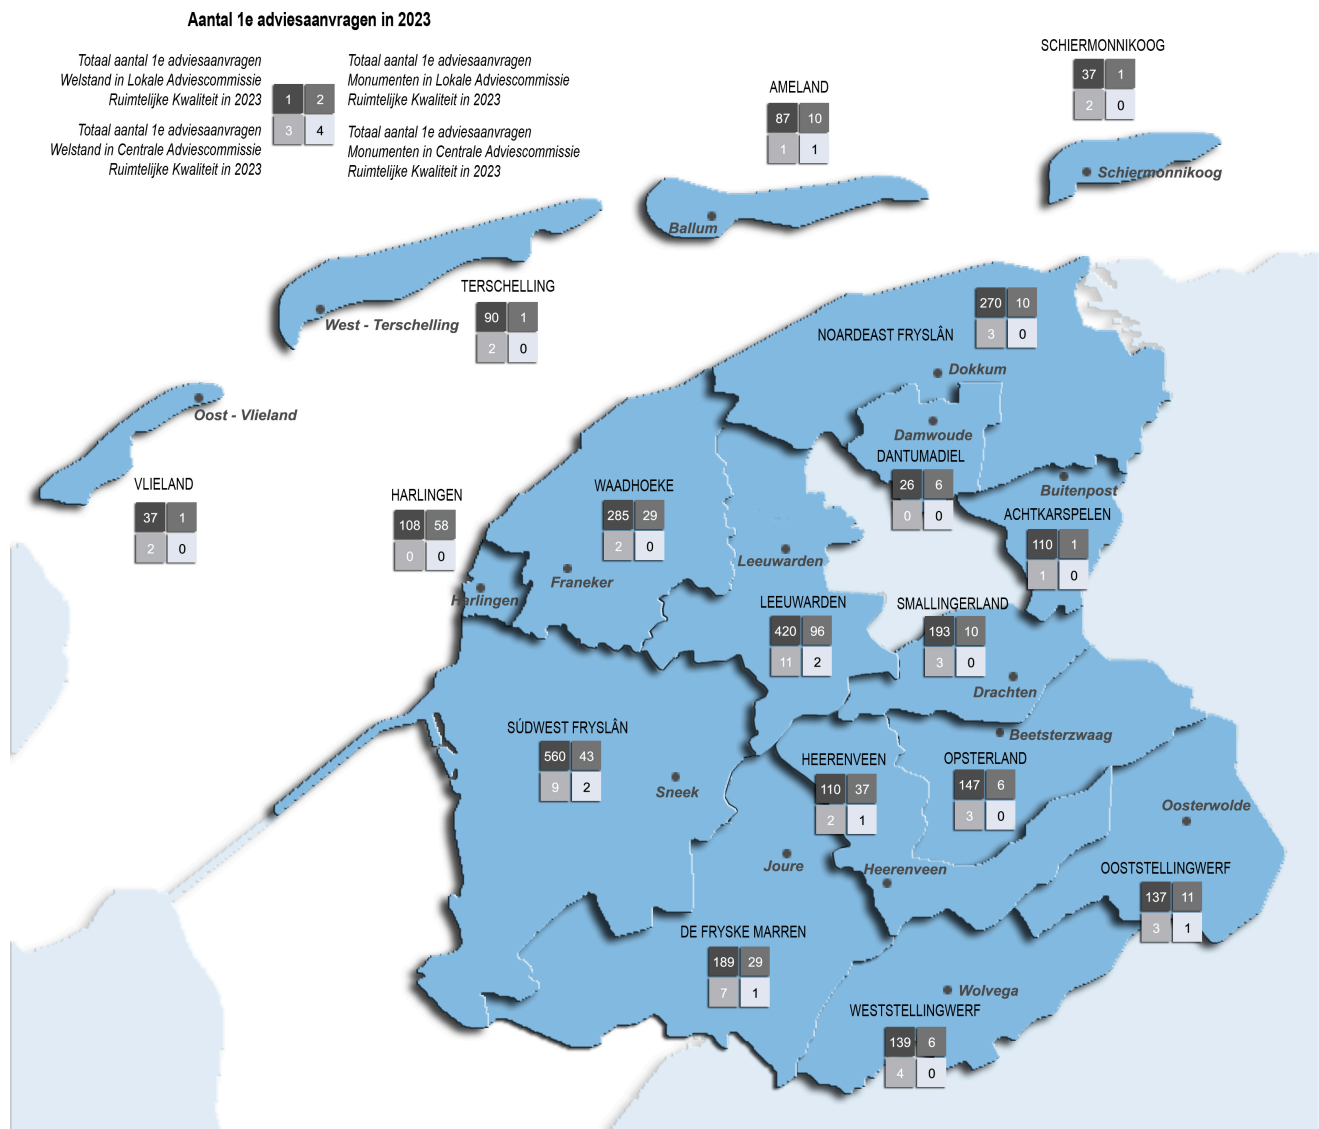 Aantal 1e adviesaanvragen in 2023
Totaal aantal 1e adviesaanvragen
Welstand in Lokale Adviescommissie
Ruimtelijke Kwaliteit in 2023
Totaal aantal 1e adviesaanvragen
Monumenten in Lokale Adviescommissie
Ruimtelijke Kwaliteit in 2023
1 2
3 4
Totaal aantal 1e adviesaanvragen
Welstand in Centrale Adviescommissie
Ruimtelijke Kwaliteit in 2023
Totaal aantal 1e adviesaanvragen
Monumenten in Centrale Adviescommissie
Ruimtelijke Kwaliteit in 2023
SCHIERMONNIKOOG
37 1
2 0
Schiermonnikoog
AMELAND
87 10
1 1
Ballum
TERSCHELLING
90 1
2 0
West - Terschelling
Oost - Vlieland
VLIELAND
37 1
2 0
270 10
3 0
NOARDEAST FRYSLÂN
Dokkum
Damwoude
DANTUMADIEL
26 6
0 0
Buitenpost
ACHTKARSPELEN
110 1
1 0
HARLINGEN
108 58
0 0
Harlingen
WAADHOEKE
285 29
2 0
Franeker
Leeuwarden
LEEUWARDEN
420 96
11 2
SMALLINGERLAND
193 10
3 0
Drachten
SÚDWEST FRYSLÂN
560 43
9 2
Sneek
HEERENVEEN
110 37
2 1
Heerenveen
Beetsterzwaag
OPSTERLAND
147 6
3 0
Oosterwolde
OOSTSTELLINGWERF
137 11
3 1
Joure
DE FRYSKE MARREN
189 29
7 1
Wolvega
WESTSTELLINGWERF
139 6
4 0